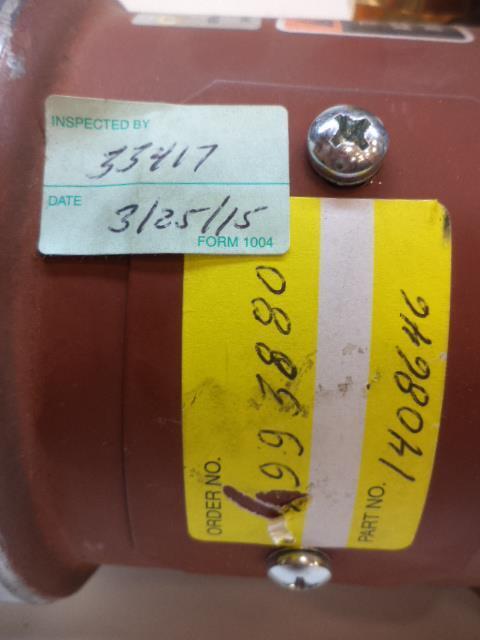 INSPECTED BY
33417
DATE
3/25/15
FORM 1004
ORDER NO.
993880
PART NO. 1408646